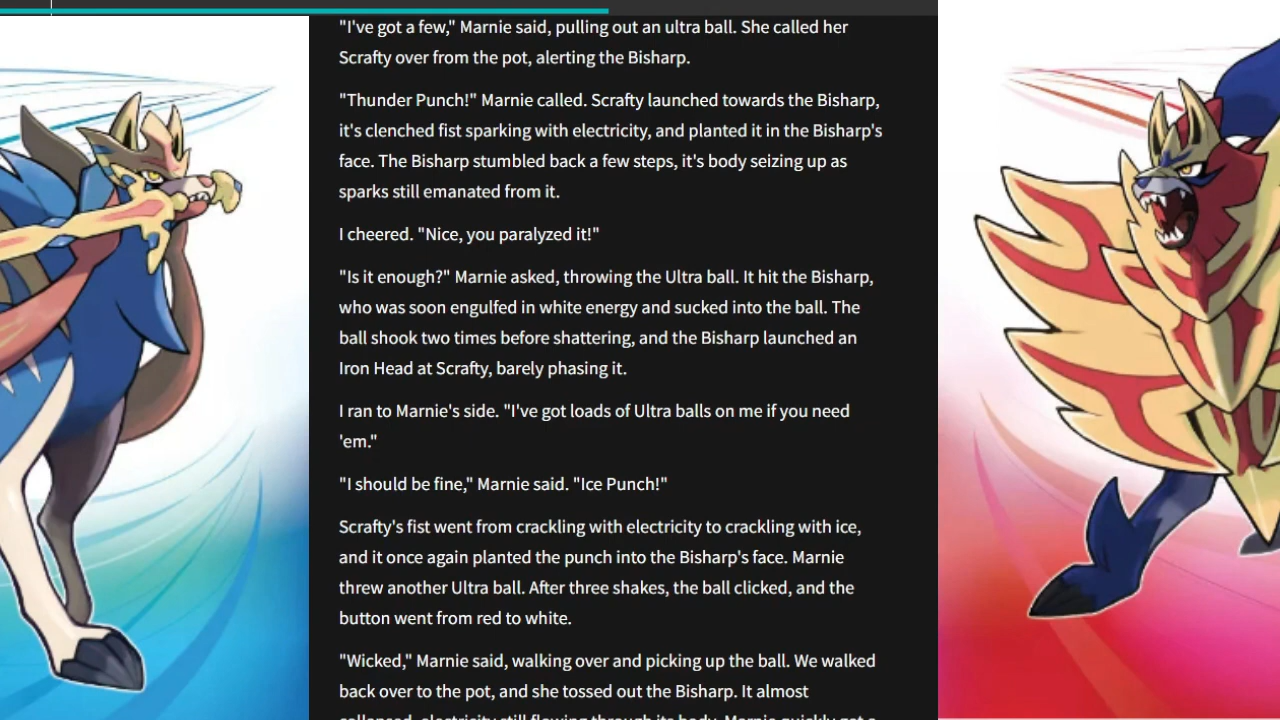 "I've got a few," Marnie said, pulling out an ultra ball. She called her
Scrafty over from the pot, alerting the Bisharp.
"Thunder Punch!" Marnie called. Scrafty launched towards the Bisharp,
it's clenched fist sparking with electricity, and planted it in the Bisharp's
face. The Bisharp stumbled back a few steps, it's body seizing up as
sparks still emanated from it.
I cheered. "Nice, you paralyzed it!"
"Is it enough?" Marnie asked, throwing the Ultra ball. It hit the Bisharp,
who was soon engulfed in white energy and sucked into the ball. The
ball shook two times before shattering, and the Bisharp launched an
Iron Head at Scrafty, barely phasing it.
I ran to Marnie's side. "I've got loads of Ultra balls on me if you need
'em."
"I should be fine," Marnie said. "Ice Punch!"
Scrafty's fist went from crackling with electricity to crackling with ice,
and it once again planted the punch into the Bisharp's face. Marnie
threw another Ultra ball. After three shakes, the ball clicked, and the
button went from red to white.
"Wicked," Marnie said, walking over and picking up the ball. We walked
back over to the pot, and she tossed out the Bisharp. It almost
collapsed, electricity still flowing through its body. Marnie quickly got a